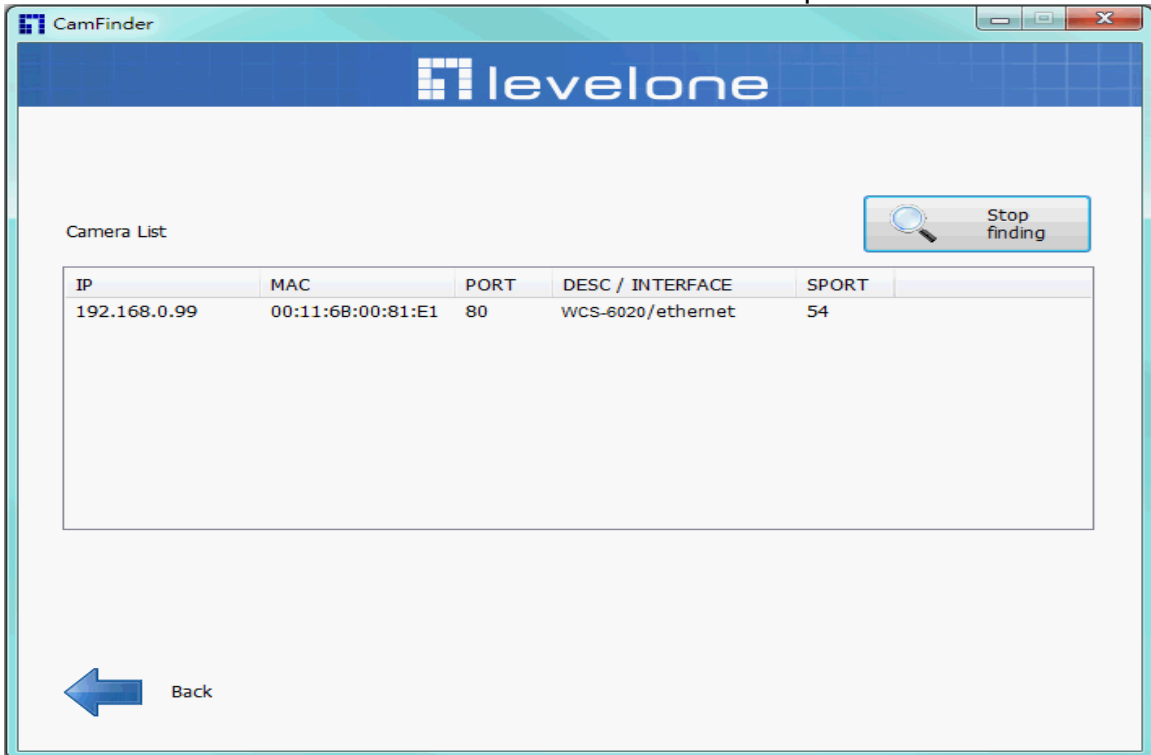 CamFinder
levelone
Stop
finding
Camera List
IP MAC PORT DESC / INTERFACE SPORT
192.168.0.99 00:11:6B:00:81:E1 80 WCS-6020/ethernet 54
Back